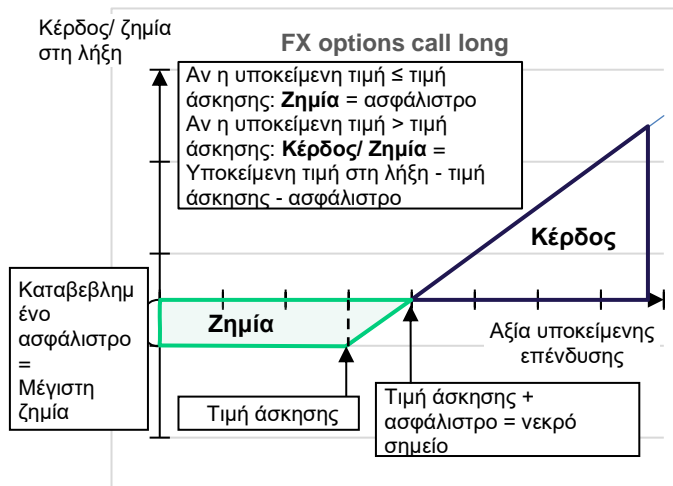 Κέρδος/ ζημία
στη λήξη
FX options call long
Αν η υποκείμενη τιμή ≤ τιμή
άσκησης: Ζημία = ασφάλιστρο
Αν η υποκείμενη τιμή > τιμή
άσκησης: Κέρδος/ Ζημία =
Υποκείμενη τιμή στη λήξη - τιμή
άσκησης - ασφάλιστρο
Κέρδος
Καταβεβλημ
ένο
ασφάλιστρο
=
Μέγιστη
ζημία
Ζημία
Αξία υποκείμενης
επένδυσης
Τιμή άσκησης
Τιμή άσκησης +
ασφάλιστρο = νεκρό
σημείο